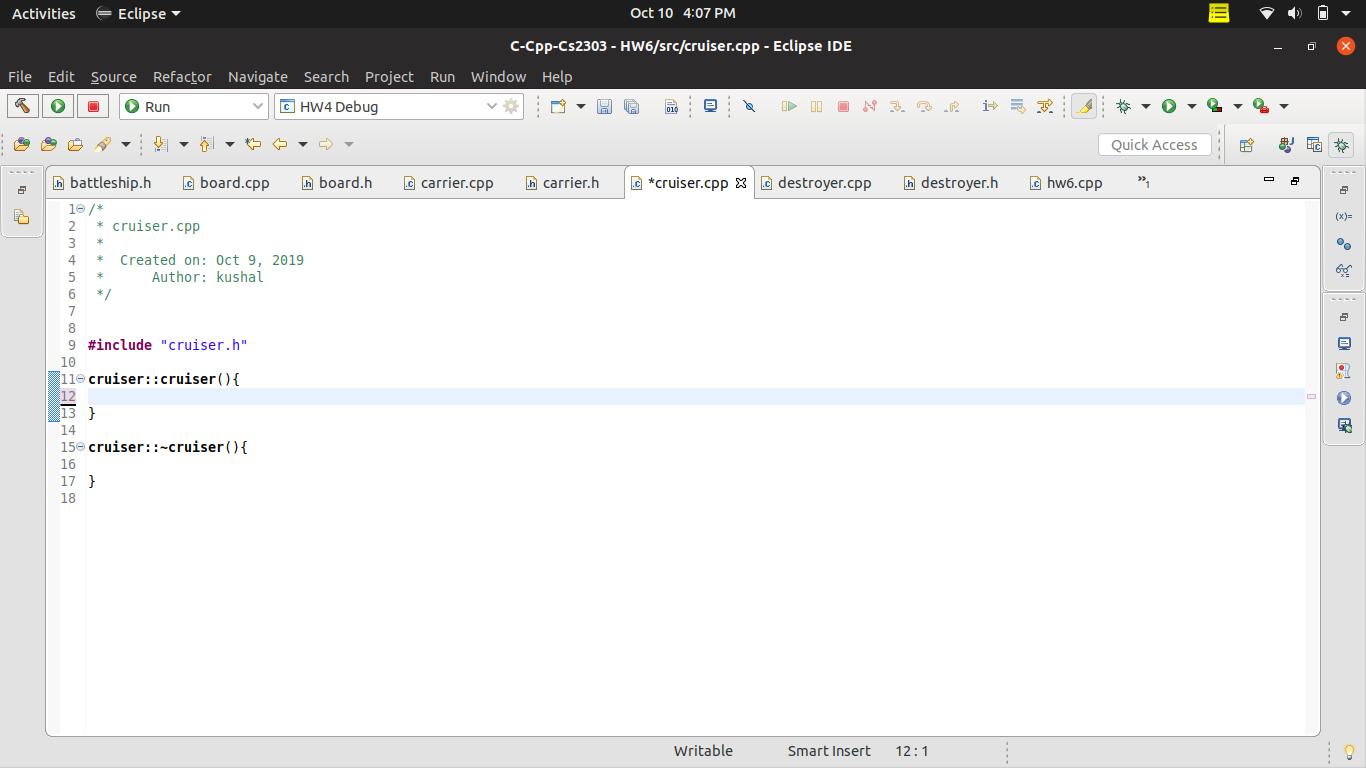 Activities Eclipse Oct 10 4:07 PM
C-Cpp-Cs2303 - HW6/src/cruiser.cpp - Eclipse IDE
File Edit Source Refactor Navigate Search Project Run Window Help
Run HW4 Debug
Quick Access
battleship.h board.cpp board.h carrier.cpp carrier.h *cruiser.cpp destroyer.cpp destroyer.h hw6.cpp »1
1 /*
2  * cruiser.cpp
3  *
4  *  Created on: Oct 9, 2019
5  *      Author: kushal
6  */
7
8
9 #include "cruiser.h"
10
11 cruiser::cruiser(){
12
13 }
14
15 cruiser::~cruiser(){
16
17 }
18
Writable Smart Insert 12 : 1